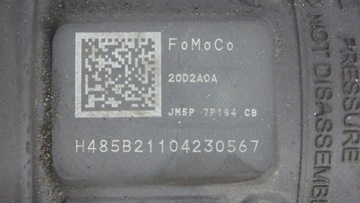 FoMoCo
20D2A0A
JM5P 7P184 CB
H485B21104230567
PRESSURE
NOT DISASSEMB